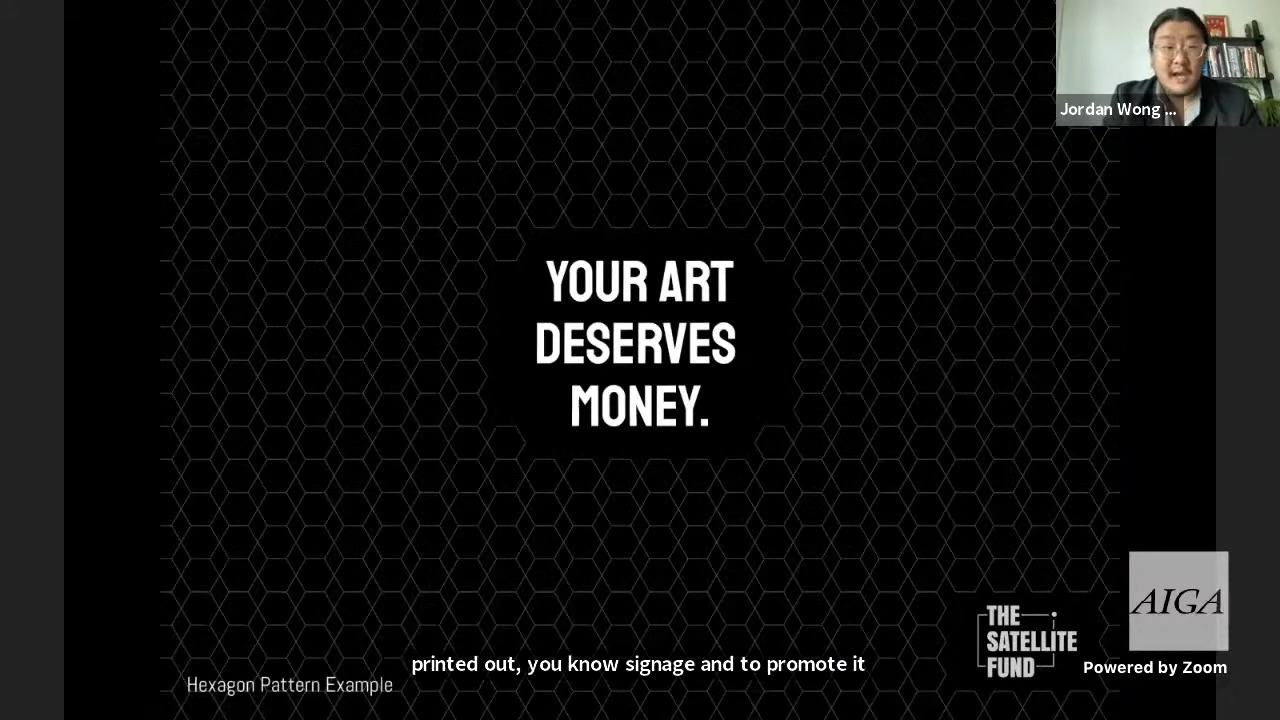 Jordan Wong ...
YOUR ART
DESERVES
MONEY.
AIGA
THE
SATELLITE
FUND
printed out, you know signage and to promote it
Powered by Zoom
Hexagon Pattern Example